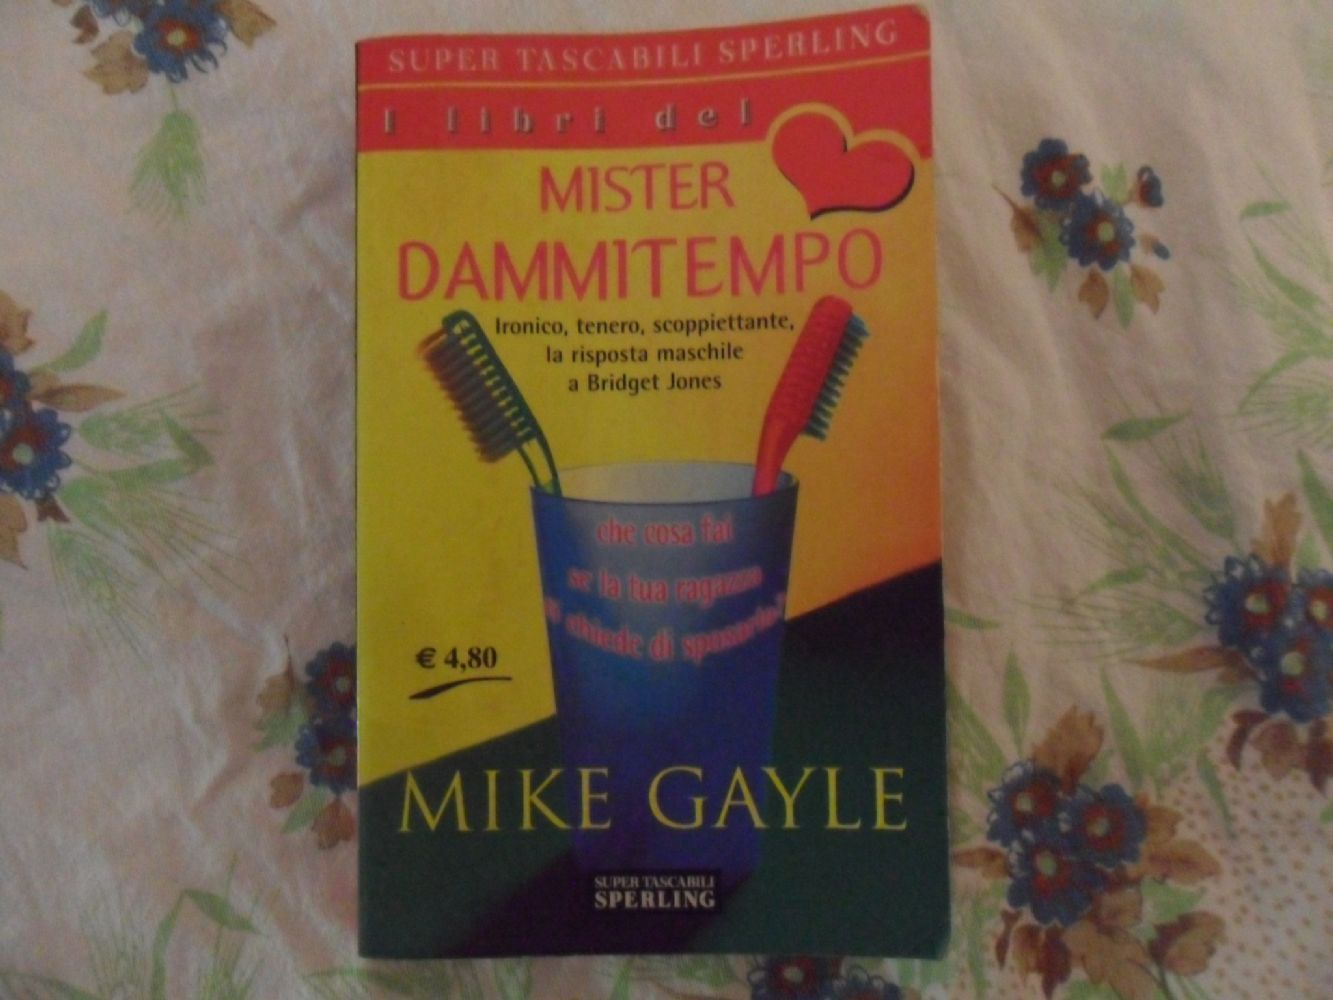 SUPER TASCABILI SPERLING
I libri del
MISTER
DAMMITEMPO
Ironico, tenero, scoppiettante,
la risposta maschile
a Bridget Jones
che cosa fai
se la tua ragazza
ti chiede di sposarlo?
€ 4,80
MIKE GAYLE
SUPER TASCABILI
SPERLING